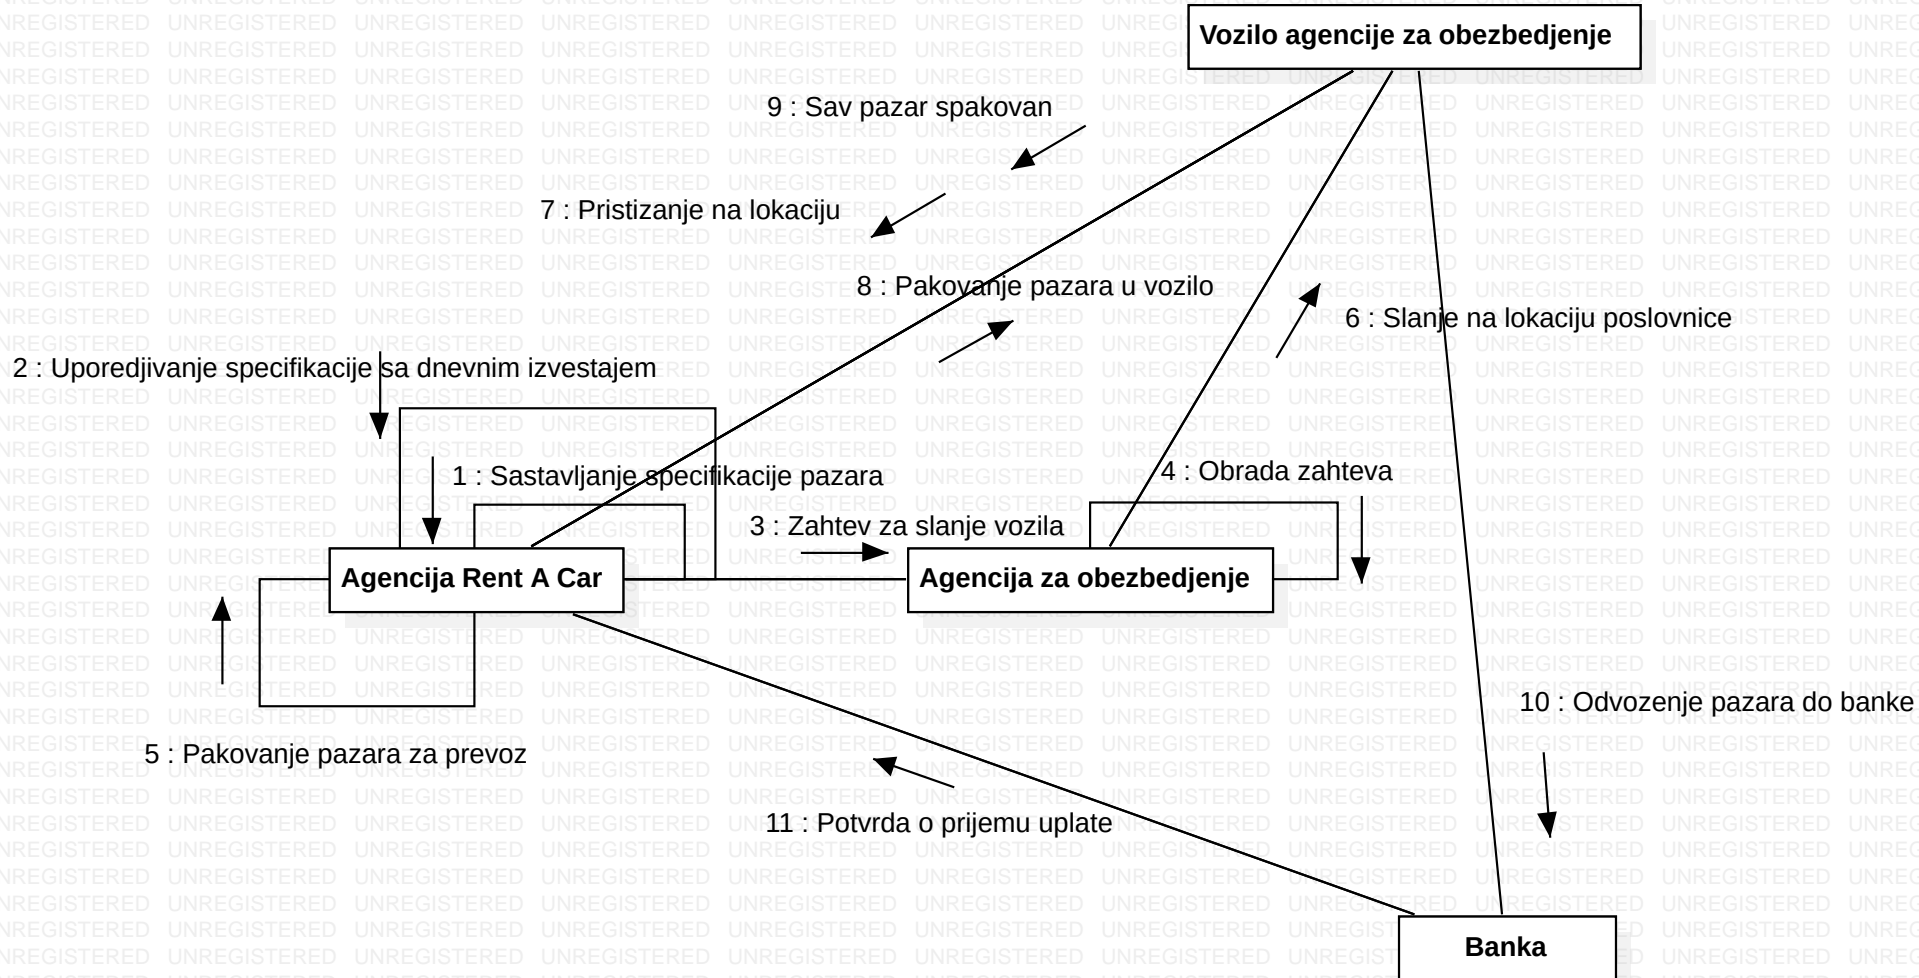 Vozilo agencije za obezbedjenje
9 : Sav pazar spakovan
7 : Pristizanje na lokaciju
8 : Pakovanje pazara u vozilo
6 : Slanje na lokaciju poslovnice
2 : Uporedjivanje specifikacije sa dnevnim izvestajem
1 : Sastavljanje specifikacije pazara
4 : Obrada zahteva
3 : Zahtev za slanje vozila
Agencija Rent A Car
Agencija za obezbedjenje
10 : Odvozenje pazara do banke
5 : Pakovanje pazara za prevoz
11 : Potvrda o prijemu uplate
Banka
UNREGISTERED